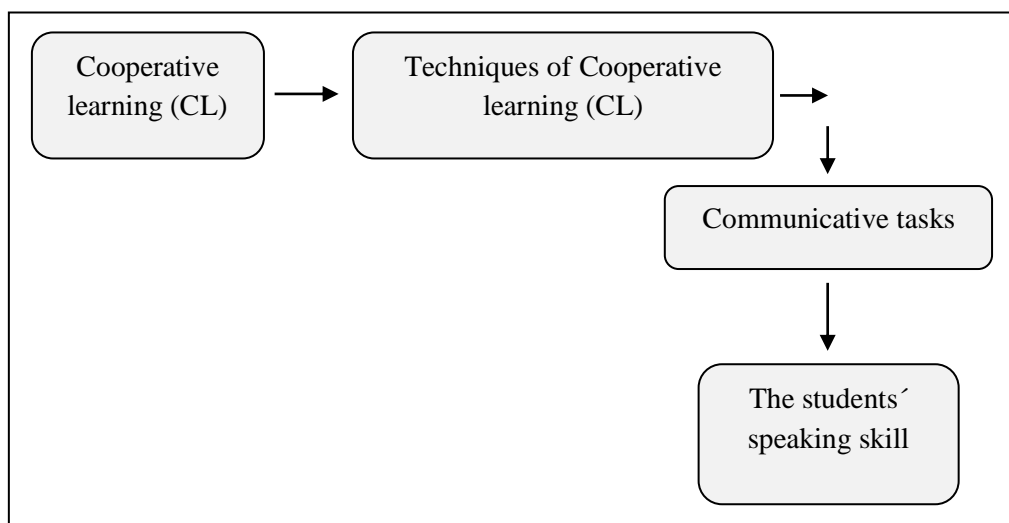 Cooperative
learning (CL)
Techniques of Cooperative
learning (CL)
Communicative tasks
The students´
speaking skill